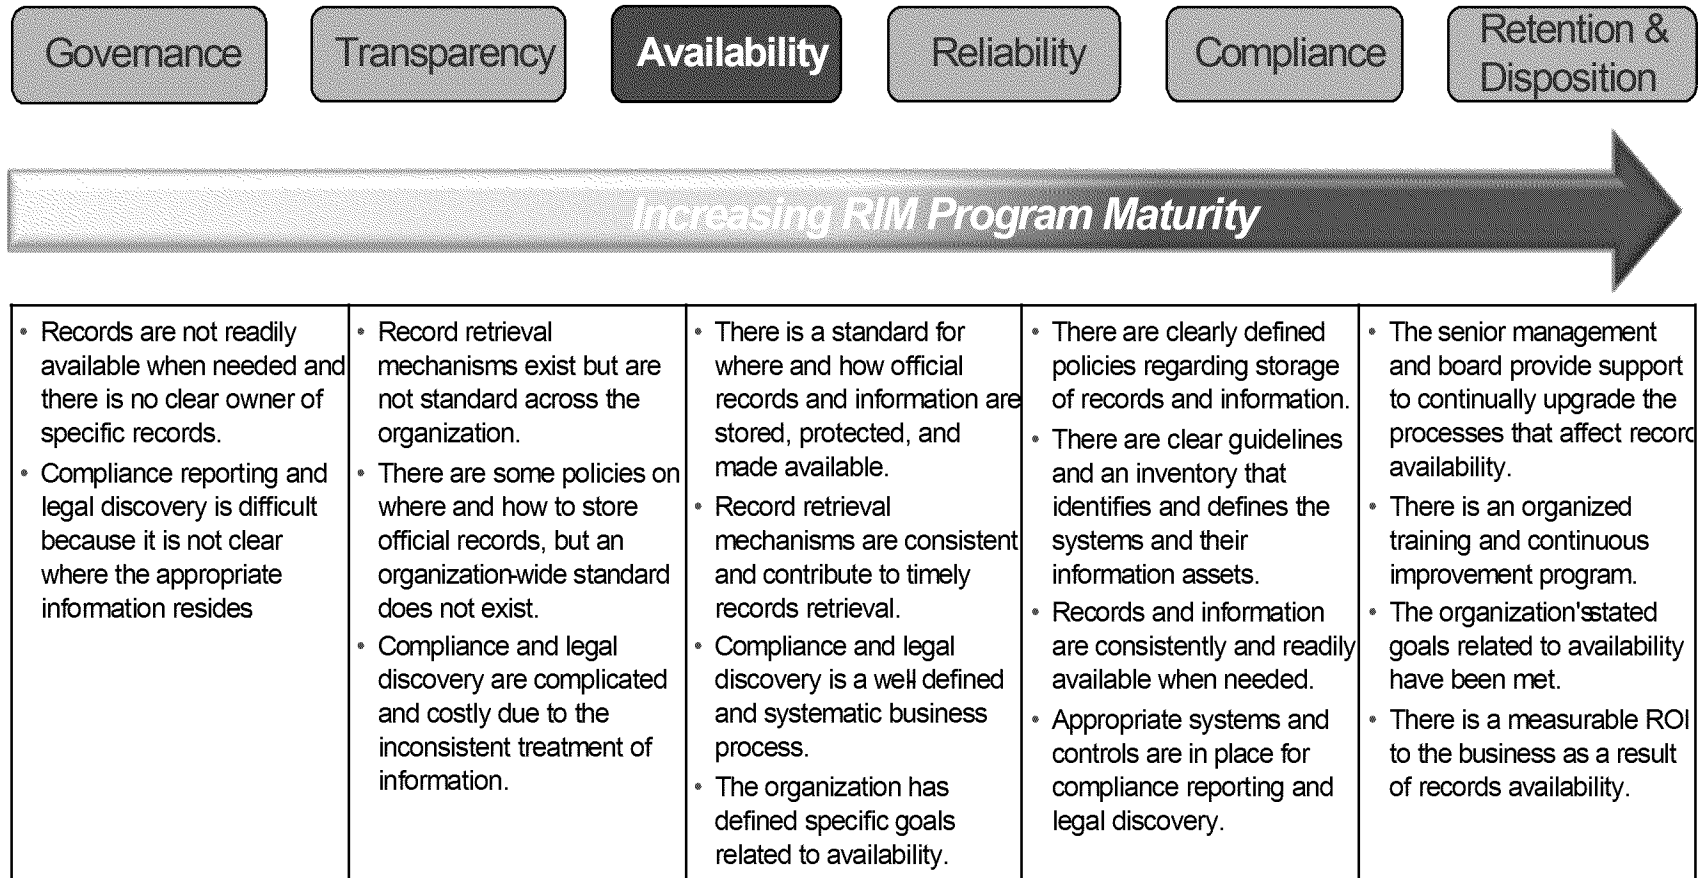 Governance
Transparency
Availability
Reliability
Compliance
Retention &
Disposition
Increasing RIM Program Maturity
• Records are not readily
available when needed and
there is no clear owner of
specific records.
• Compliance reporting and
legal discovery is difficult
because it is not clear
where the appropriate
information resides
• Record retrieval
mechanisms exist but are
not standard across the
organization.
• There are some policies on
where and how to store
official records, but an
organization-wide standard
does not exist.
• Compliance and legal
discovery are complicated
and costly due to the
inconsistent treatment of
information.
• There is a standard for
where and how official
records and information are
stored, protected, and
made available.
• Record retrieval
mechanisms are consistent
and contribute to timely
records retrieval.
• Compliance and legal
discovery is a well-defined
and systematic business
process.
• The organization has
defined specific goals
related to availability.
• There are clearly defined
policies regarding storage
of records and information.
• There are clear guidelines
and an inventory that
identifies and defines the
systems and their
information assets.
• Records and information
are consistently and readily
available when needed.
• Appropriate systems and
controls are in place for
compliance reporting and
legal discovery.
• The senior management
and board provide support
to continually upgrade the
processes that affect record
availability.
• There is an organized
training and continuous
improvement program.
• The organization's stated
goals related to availability
have been met.
• There is a measurable ROI
to the business as a result
of records availability.